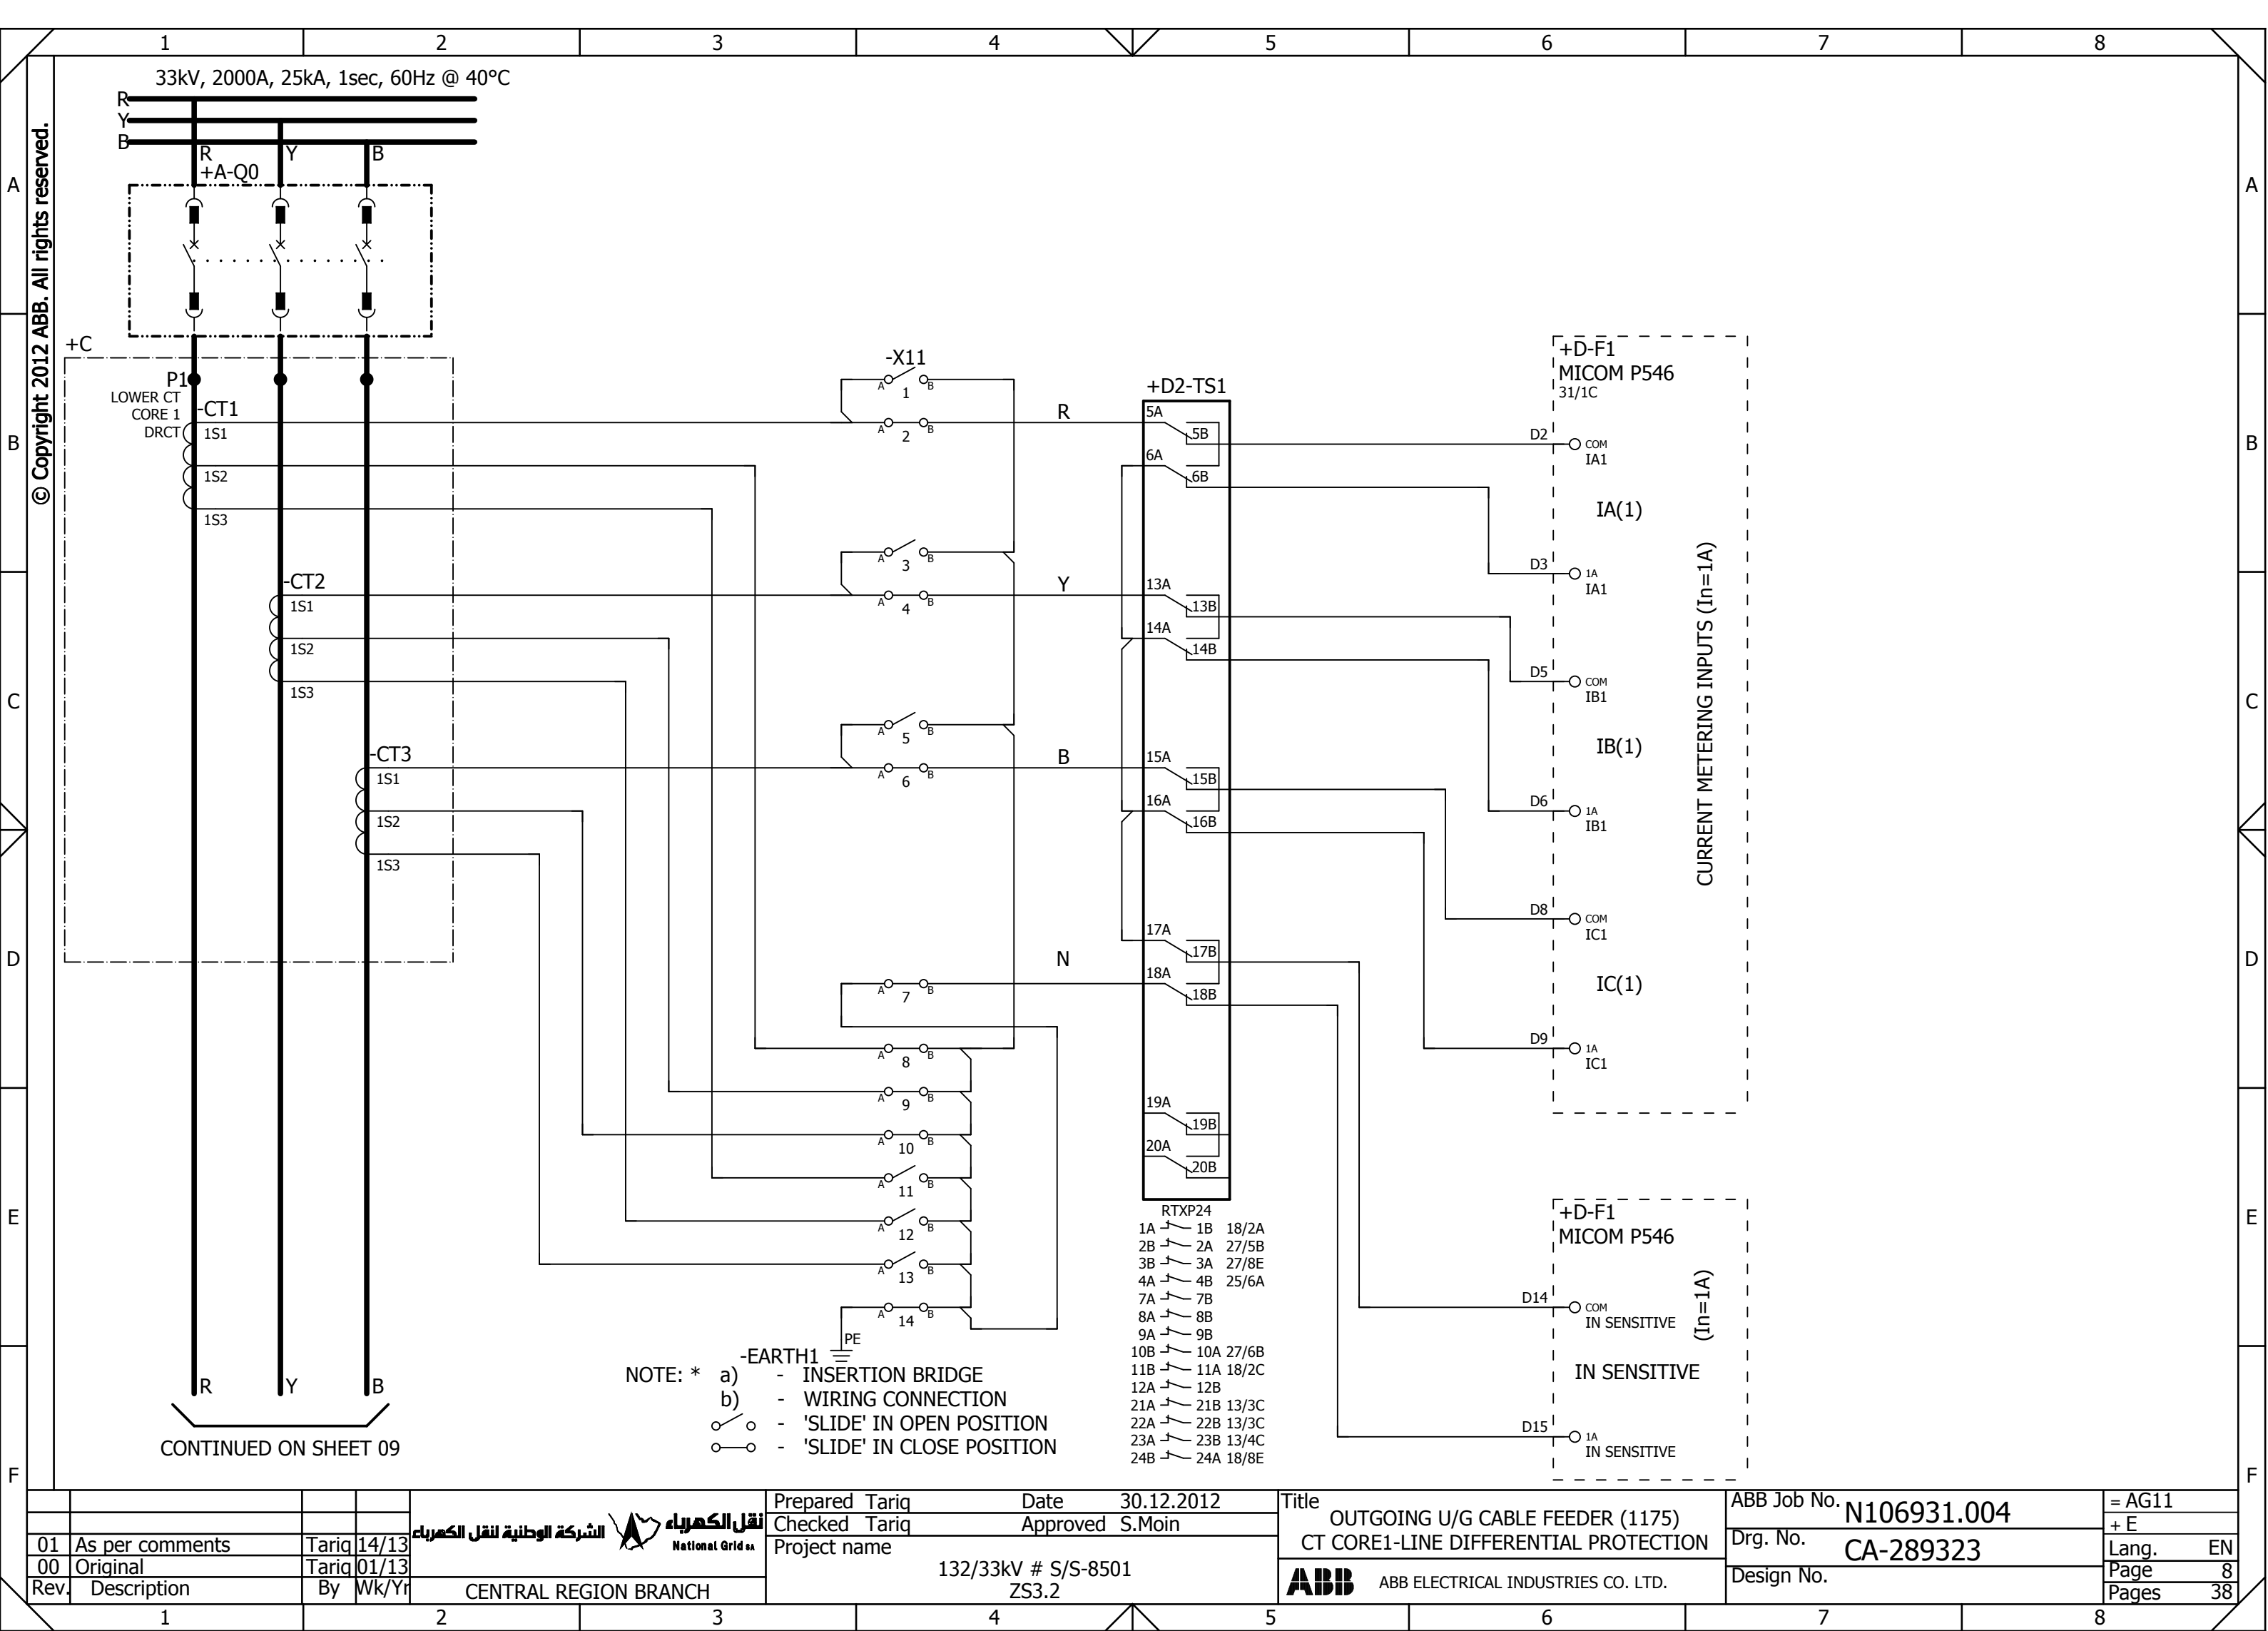 1 2 3 4 5 6 7 8
A
B
C
D
E
F
A
B
C
D
E
F
© Copyright 2012 ABB. All rights reserved.
33kV, 2000A, 25kA, 1sec, 60Hz @ 40°C
R
Y
B
R Y B
+A-Q0
+C
P1
LOWER CT
CORE 1
DRCT
-CT1
1S1
1S2
1S3
-CT2
1S1
1S2
1S3
-CT3
1S1
1S2
1S3
R Y B
CONTINUED ON SHEET 09
-X11
A 1 B
A 2 B
A 3 B
A 4 B
A 5 B
A 6 B
A 7 B
A 8 B
A 9 B
A 10 B
A 11 B
A 12 B
A 13 B
A 14 B
PE
-EARTH1
R
Y
B
N
NOTE: * a) - INSERTION BRIDGE
b) - WIRING CONNECTION
- 'SLIDE' IN OPEN POSITION
- 'SLIDE' IN CLOSE POSITION
+D2-TS1
5A
5B
6A
6B
13A
13B
14A
14B
15A
15B
16A
16B
17A
17B
18A
18B
19A
19B
20A
20B
RTXP24
1A 1B 18/2A
2B 2A 27/5B
3B 3A 27/8E
4A 4B 25/6A
7A 7B
8A 8B
9A 9B
10B 10A 27/6B
11B 11A 18/2C
12A 12B
21A 21B 13/3C
22A 22B 13/3C
23A 23B 13/4C
24B 24A 18/8E
+D-F1
MICOM P546
31/1C
D2 COM
IA1
IA(1)
D3 1A
IA1
D5 COM
IB1
IB(1)
D6 1A
IB1
D8 COM
IC1
IC(1)
D9 1A
IC1
CURRENT METERING INPUTS (In=1A)
+D-F1
MICOM P546
D14 COM
IN SENSITIVE
IN SENSITIVE
D15 1A
IN SENSITIVE
(In=1A)
01 As per comments Tariq 14/13
00 Original Tariq 01/13
Rev. Description By Wk/Yr
الشركة الوطنية لنقل الكهرباء
نقل الكهرباء
National Grid SA
CENTRAL REGION BRANCH
Prepared Tariq Date 30.12.2012
Checked Tariq Approved S.Moin
Project name
132/33kV # S/S-8501
ZS3.2
Title
OUTGOING U/G CABLE FEEDER (1175)
CT CORE1-LINE DIFFERENTIAL PROTECTION
ABB ABB ELECTRICAL INDUSTRIES CO. LTD.
ABB Job No. N106931.004
Drg. No. CA-289323
Design No.
= AG11
+ E
Lang. EN
Page 8
Pages 38
1 2 3 4 5 6 7 8